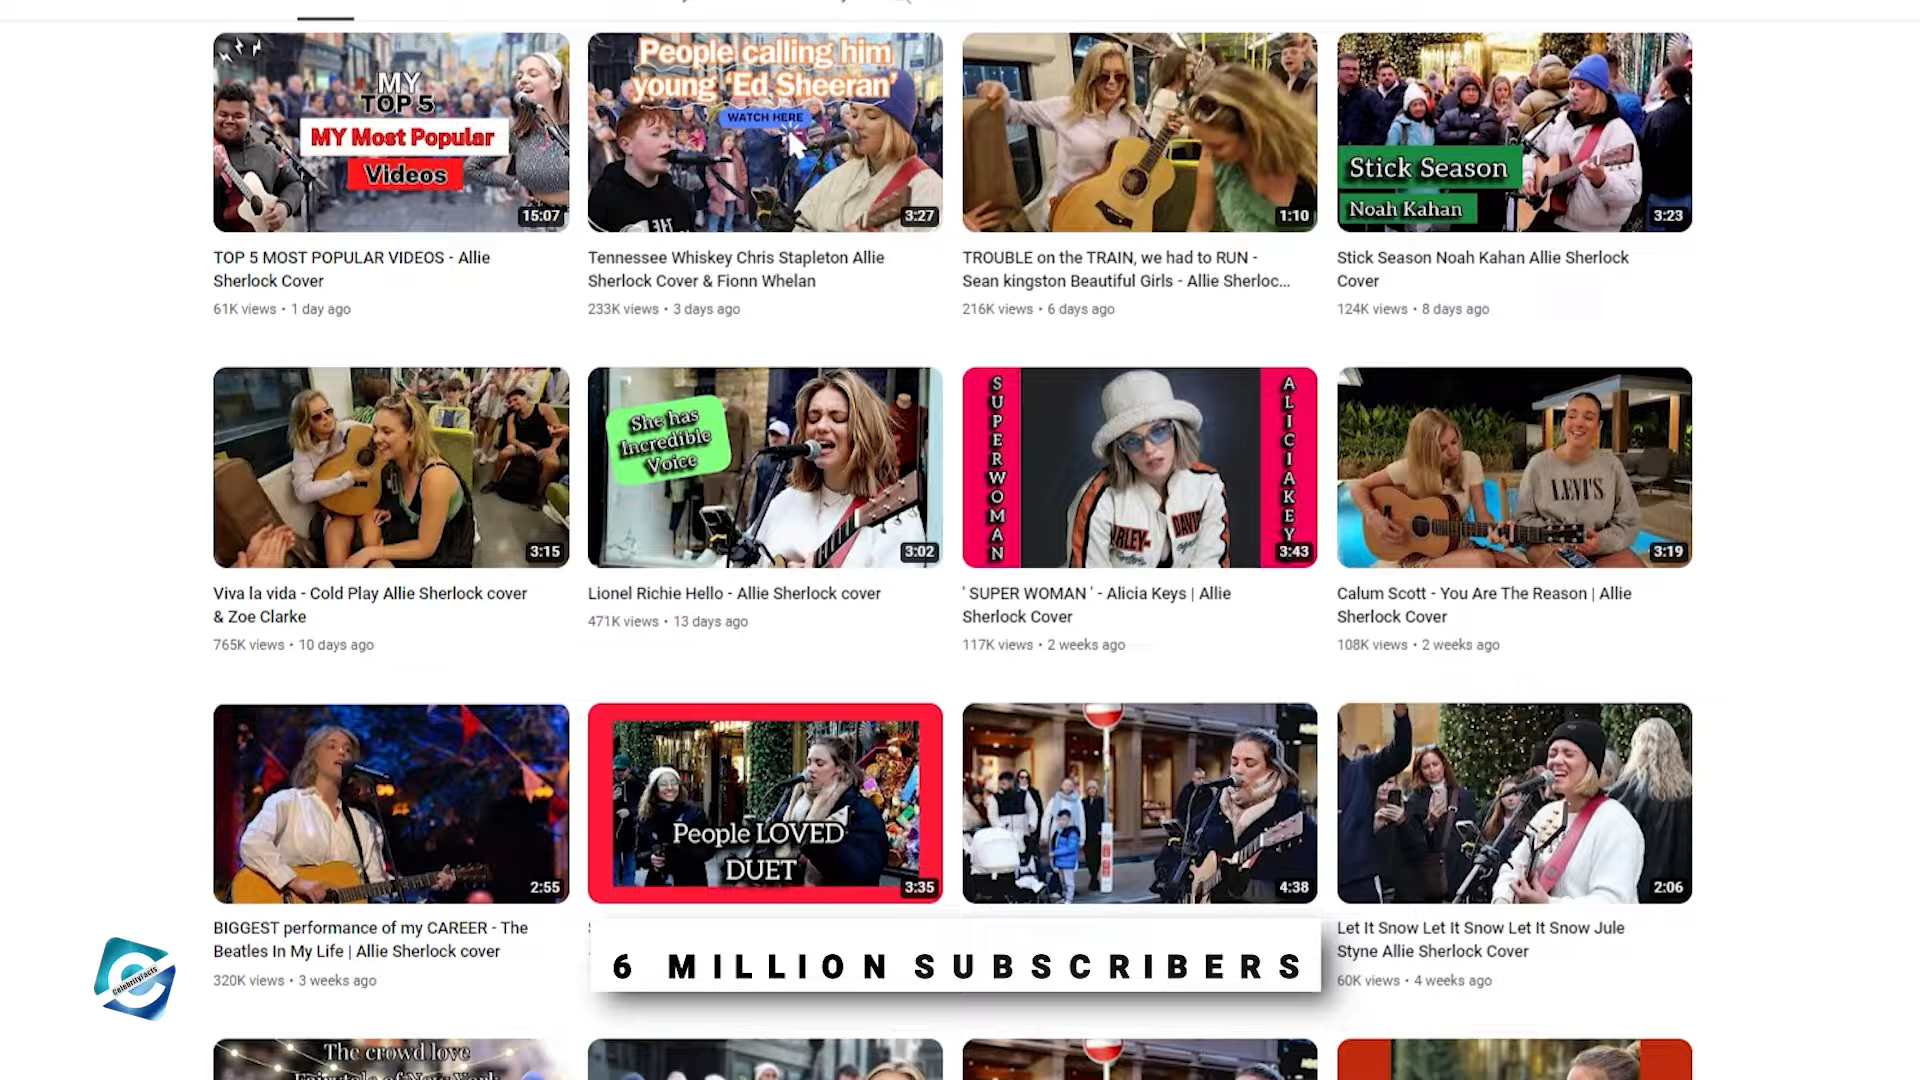 MY
TOP 5
MY Most Popular
Videos
15:07
TOP 5 MOST POPULAR VIDEOS - Allie
Sherlock Cover
61K views • 1 day ago
People calling him
young ‘Ed Sheeran’
WATCH HERE
3:27
Tennessee Whiskey Chris Stapleton Allie
Sherlock Cover & Fionn Whelan
233K views • 3 days ago
1:10
TROUBLE on the TRAIN, we had to RUN -
Sean kingston Beautiful Girls - Allie Sherloc...
216K views • 6 days ago
Stick Season
Noah Kahan
3:23
Stick Season Noah Kahan Allie Sherlock
Cover
124K views • 8 days ago
3:15
Viva la vida - Cold Play Allie Sherlock cover
& Zoe Clarke
765K views • 10 days ago
She has
Incredible
Voice
3:02
Lionel Richie Hello - Allie Sherlock cover
471K views • 13 days ago
SUPERWOMAN
ALICIAKEY
HARLEY-
DAVID
3:43
' SUPER WOMAN ' - Alicia Keys | Allie
Sherlock Cover
117K views • 2 weeks ago
LEVI'S
3:19
Calum Scott - You Are The Reason | Allie
Sherlock Cover
108K views • 2 weeks ago
2:55
BIGGEST performance of my CAREER - The
Beatles In My Life | Allie Sherlock cover
320K views • 3 weeks ago
People LOVED
DUET
3:35
4:38
2:06
Let It Snow Let It Snow Let It Snow Jule
Styne Allie Sherlock Cover
60K views • 4 weeks ago
6 MILLION SUBSCRIBERS
CelebrityFacts
The crowd love
Fairytale of New York